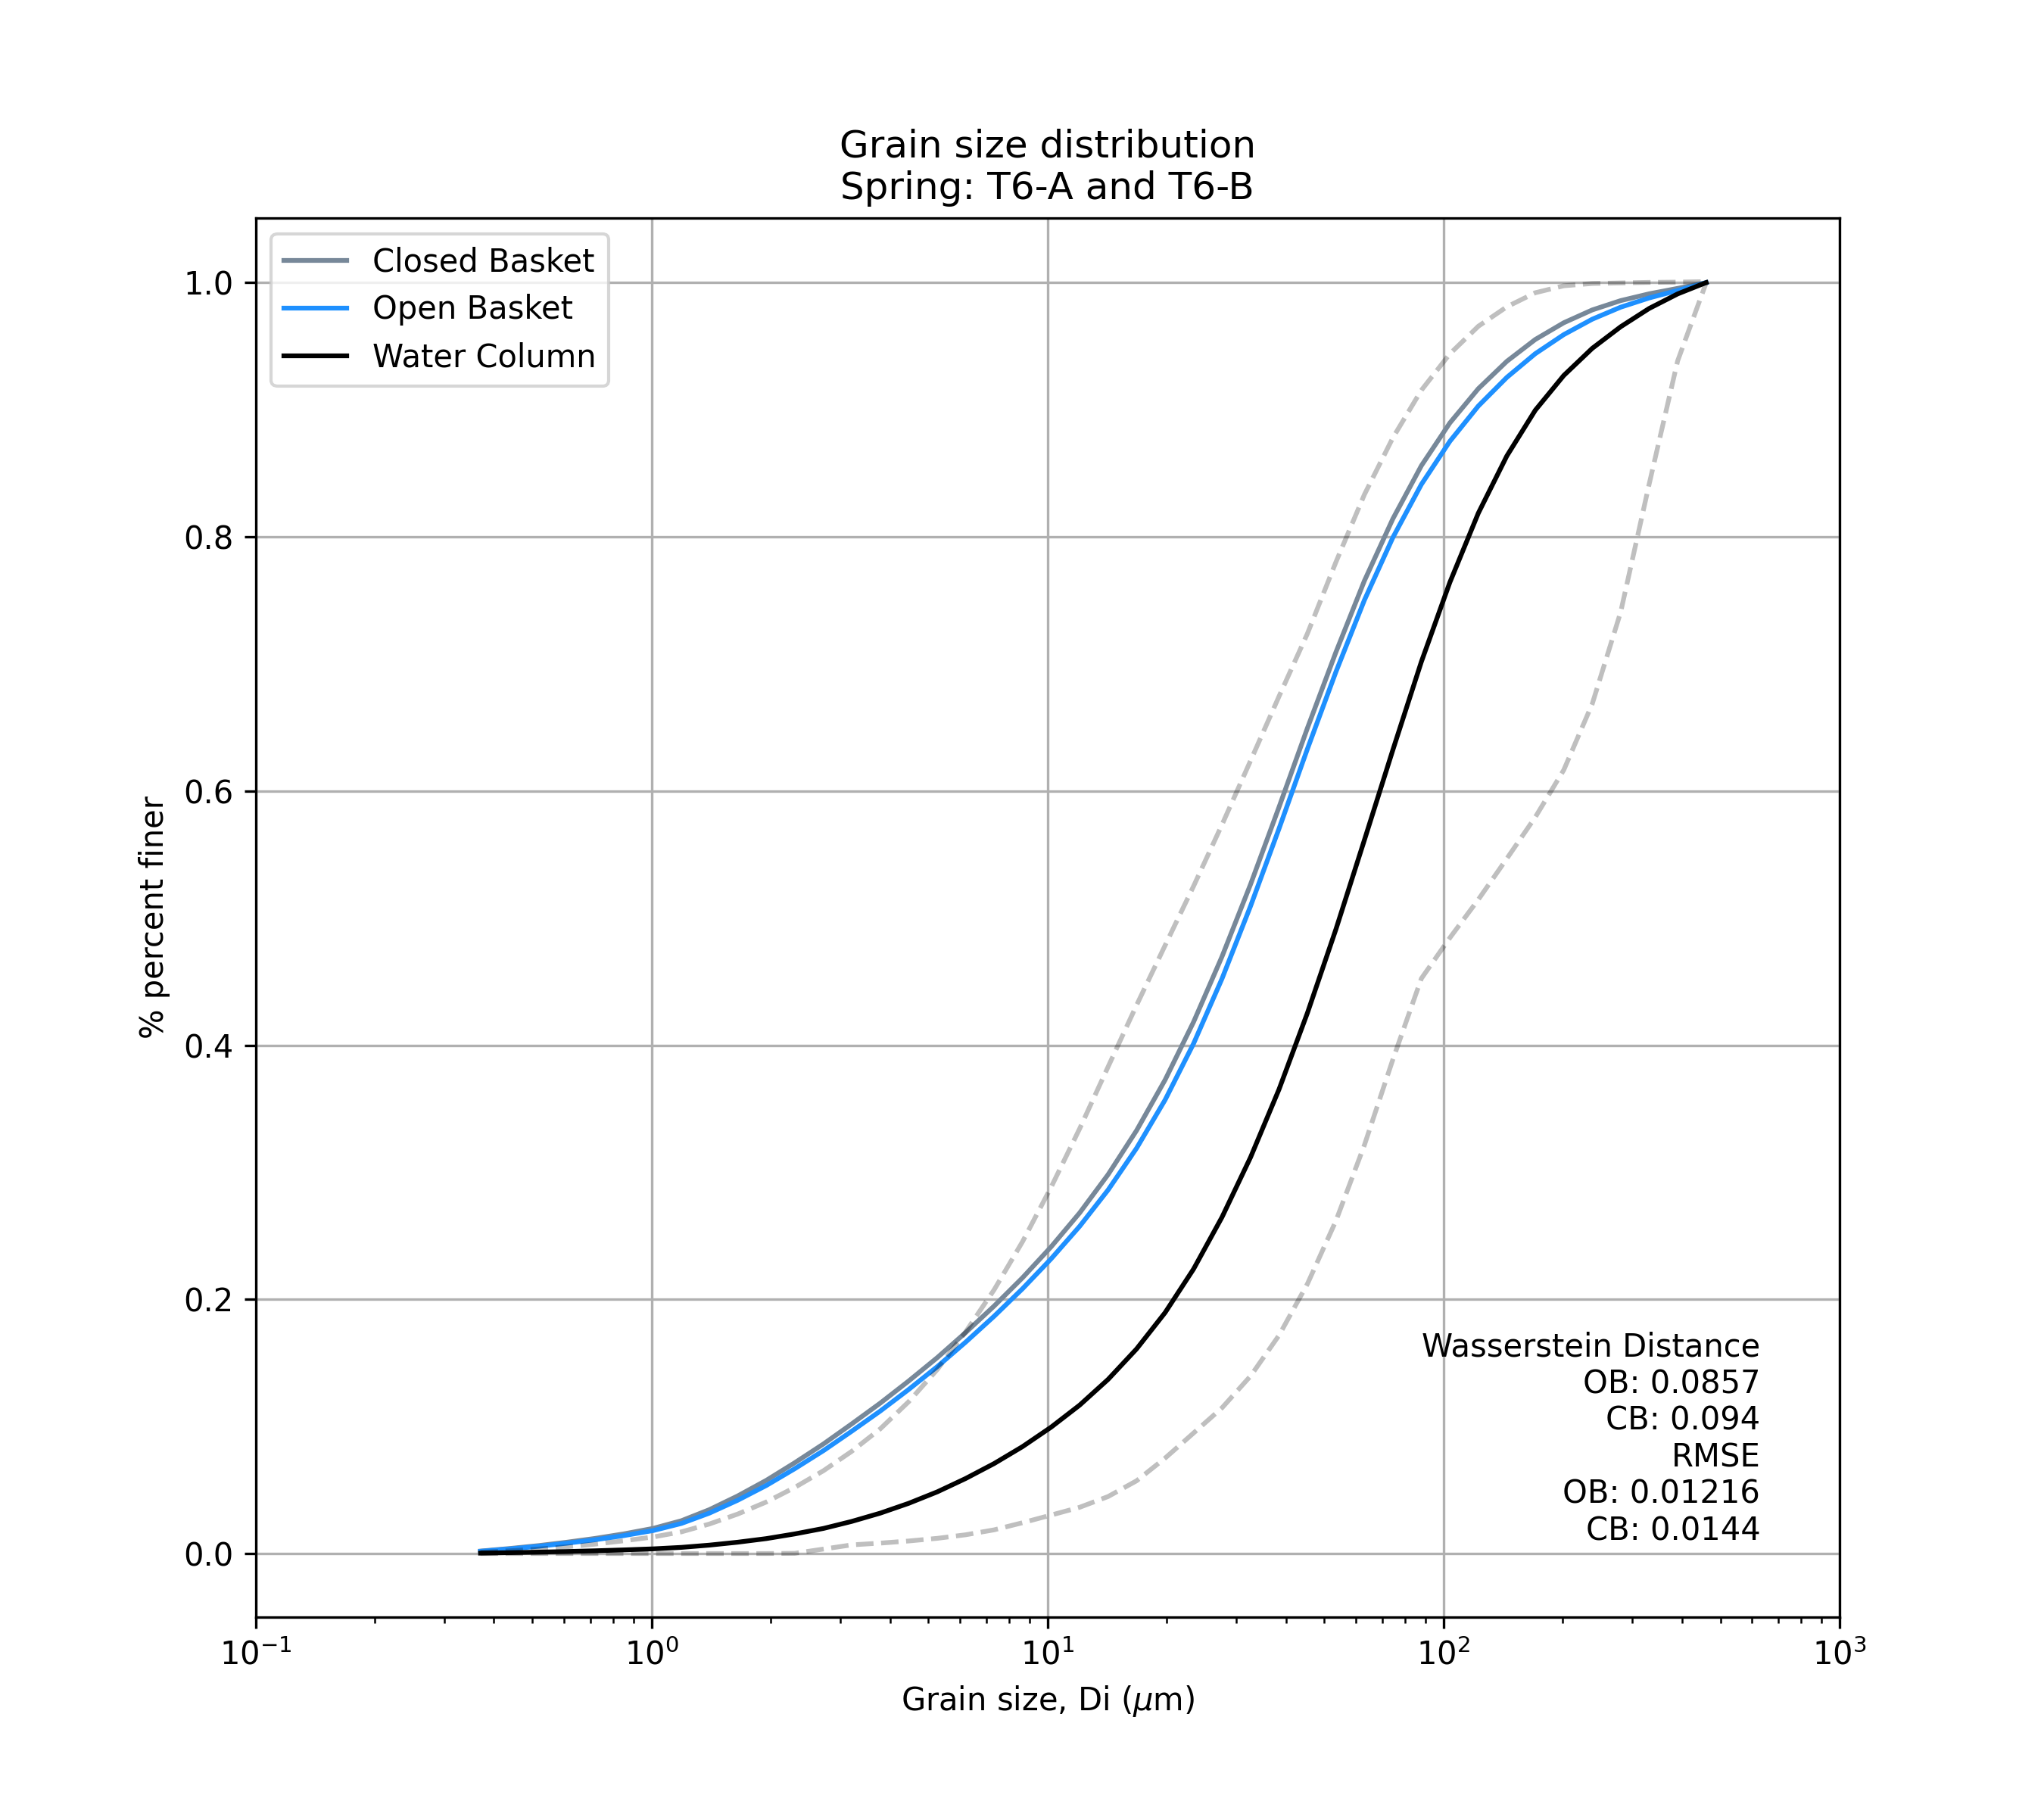 Grain size distribution
Spring: T6-A and T6-B
Closed Basket
Open Basket
Water Column
1.0
0.8
0.6
0.4
0.2
0.0
% percent finer
Wasserstein Distance
OB: 0.0857
CB: 0.094
RMSE
OB: 0.01216
CB: 0.0144
10⁻¹ 10⁰ 10¹ 10² 10³
Grain size, Di (μm)